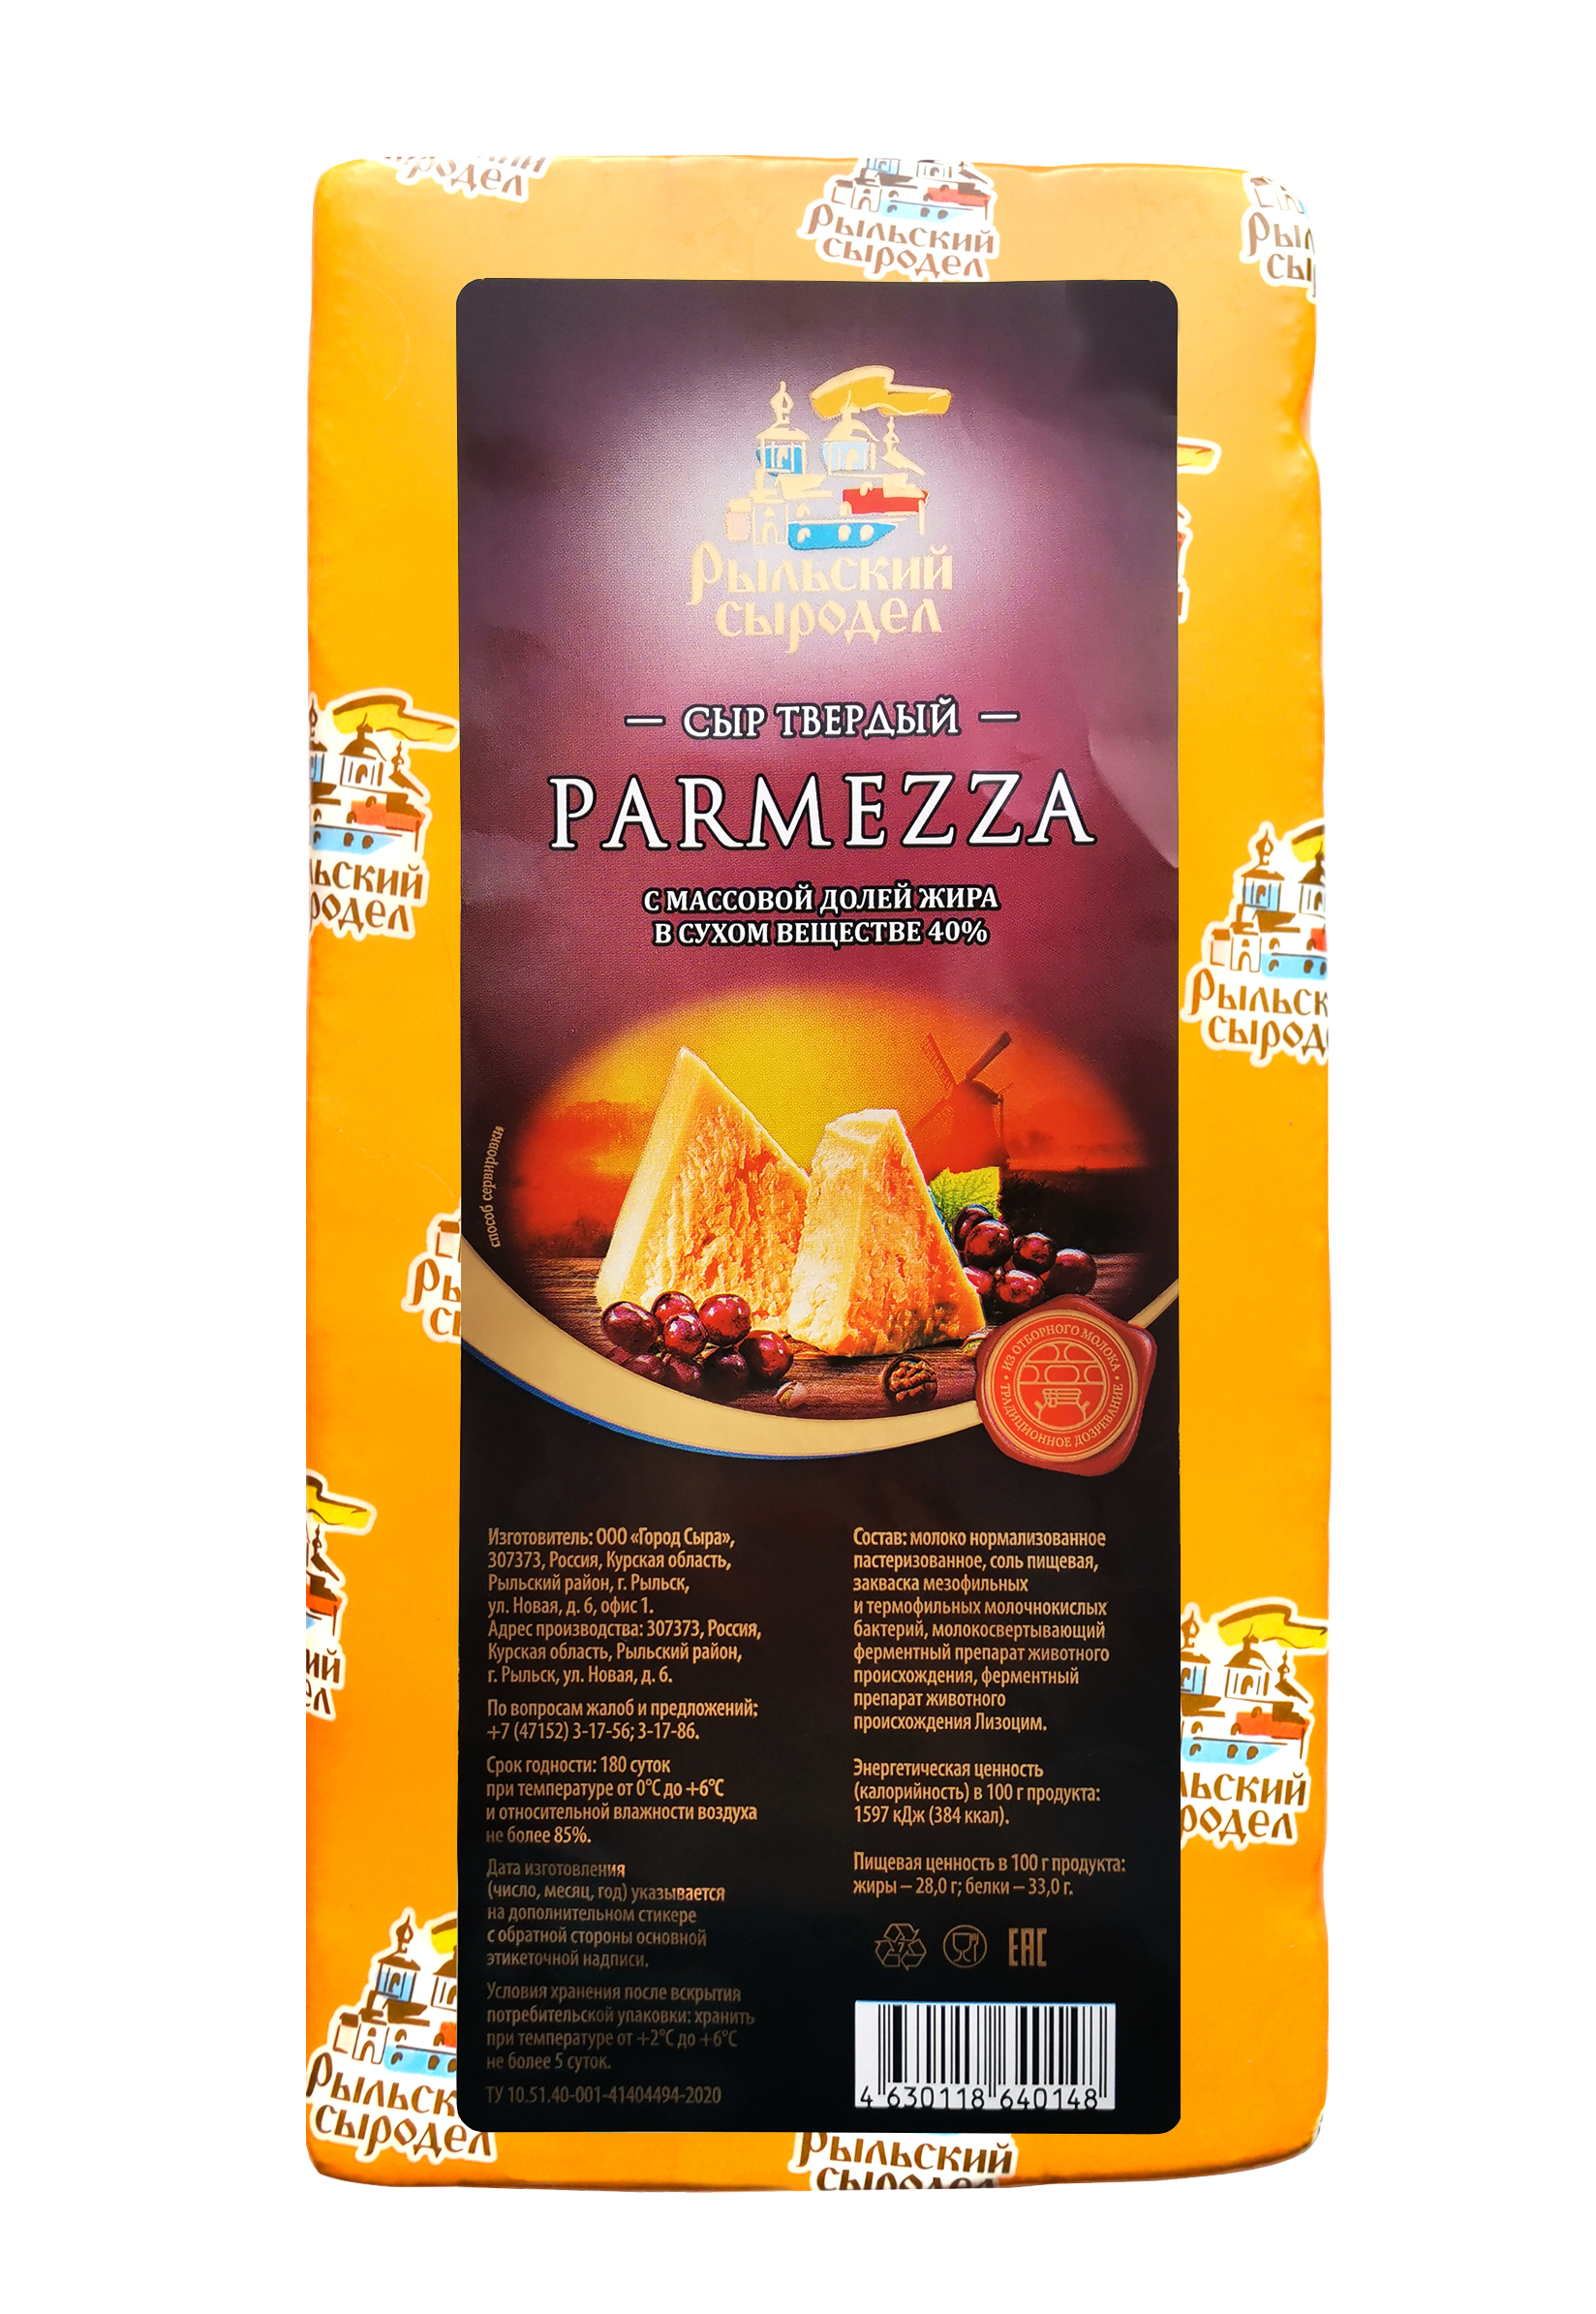 Рыльский
сыродел
— СЫР ТВЕРДЫЙ —
PARMEZZA
С МАССОВОЙ ДОЛЕЙ ЖИРА
В СУХОМ ВЕЩЕСТВЕ 40%
способ сервировки
ИЗ ОТБОРНОГО МОЛОКА •
ТРАДИЦИОННОЕ ДОЗРЕВАНИЕ •
Изготовитель: ООО «Город Сыра»,
307373, Россия, Курская область,
Рыльский район, г. Рыльск,
ул. Новая, д. 6, офис 1.
Адрес производства: 307373, Россия,
Курская область, Рыльский район,
г. Рыльск, ул. Новая, д. 6.
По вопросам жалоб и предложений:
+7 (47152) 3-17-56; 3-17-86.
Срок годности: 180 суток
при температуре от 0°С до +6°С
и относительной влажности воздуха
не более 85%.
Дата изготовления
(число, месяц, год) указывается
на дополнительном стикере
с обратной стороны основной
этикеточной надписи.
Условия хранения после вскрытия
потребительской упаковки: хранить
при температуре от +2°С до +6°С
не более 5 суток.
ТУ 10.51.40-001-41404494-2020
Состав: молоко нормализованное
пастеризованное, соль пищевая,
закваска мезофильных
и термофильных молочнокислых
бактерий, молокосвертывающий
ферментный препарат животного
происхождения, ферментный
препарат животного
происхождения Лизоцим.
Энергетическая ценность
(калорийность) в 100 г продукта:
1597 кДж (384 ккал).
Пищевая ценность в 100 г продукта:
жиры – 28,0 г; белки – 33,0 г.
7
EAC
4 630118 640148
Рыльский
сыродел
Рыльский
сыродел